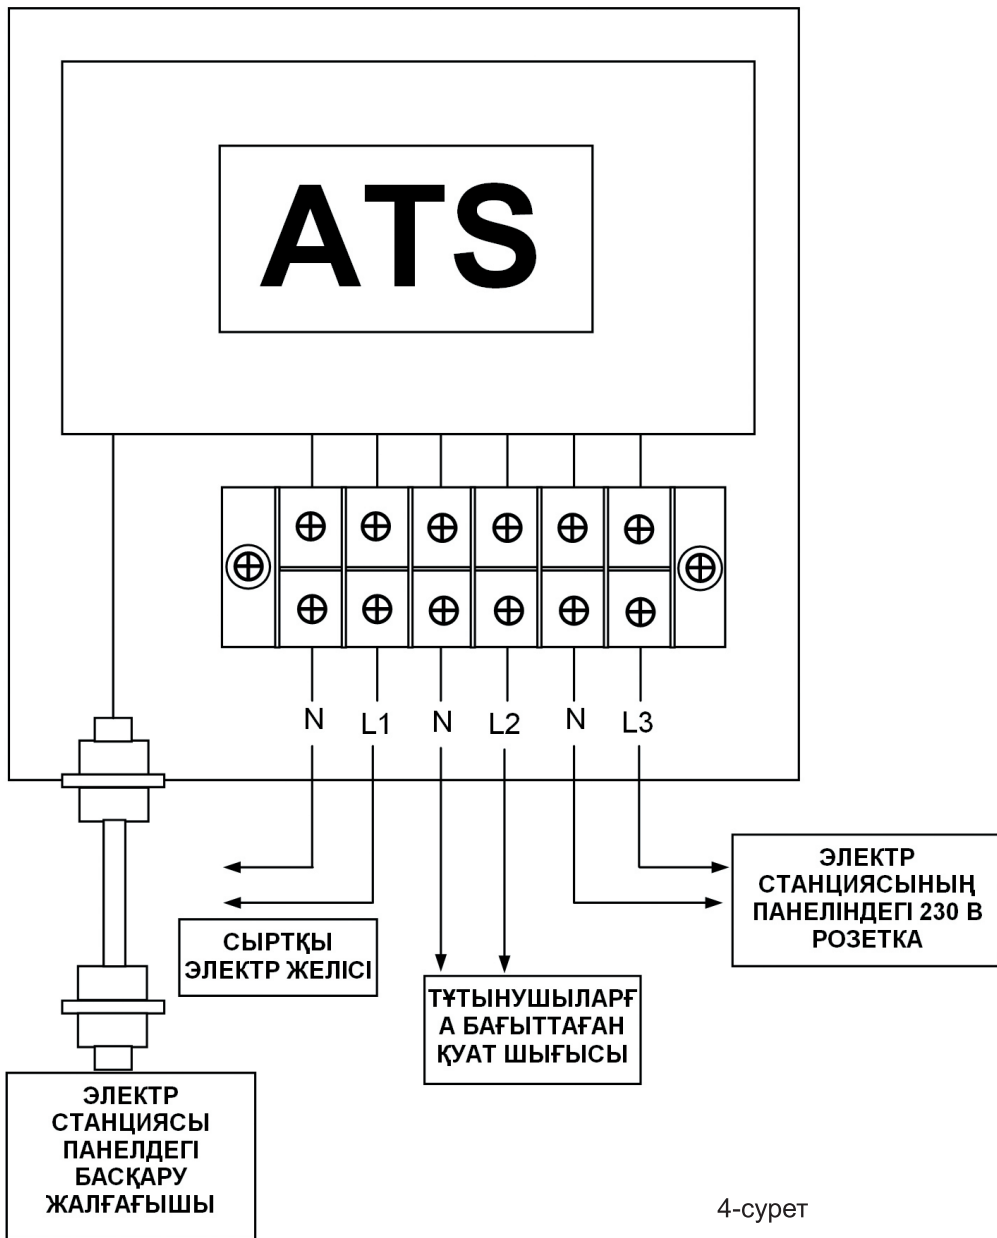 ATS
N
L1
N
L2
N
L3
ЭЛЕКТР
СТАНЦИЯСЫНЫҢ
ПАНЕЛІНДЕГІ 230 В
РОЗЕТКА
СЫРТҚЫ
ЭЛЕКТР ЖЕЛІСІ
ТҰТЫНУШЫЛАРҒ
А БАҒЫТТАҒАН
ҚУАТ ШЫҒЫСЫ
ЭЛЕКТР
СТАНЦИЯСЫ
ПАНЕЛДЕГІ
БАСҚАРУ
ЖАЛҒАҒЫШЫ
4-сурет